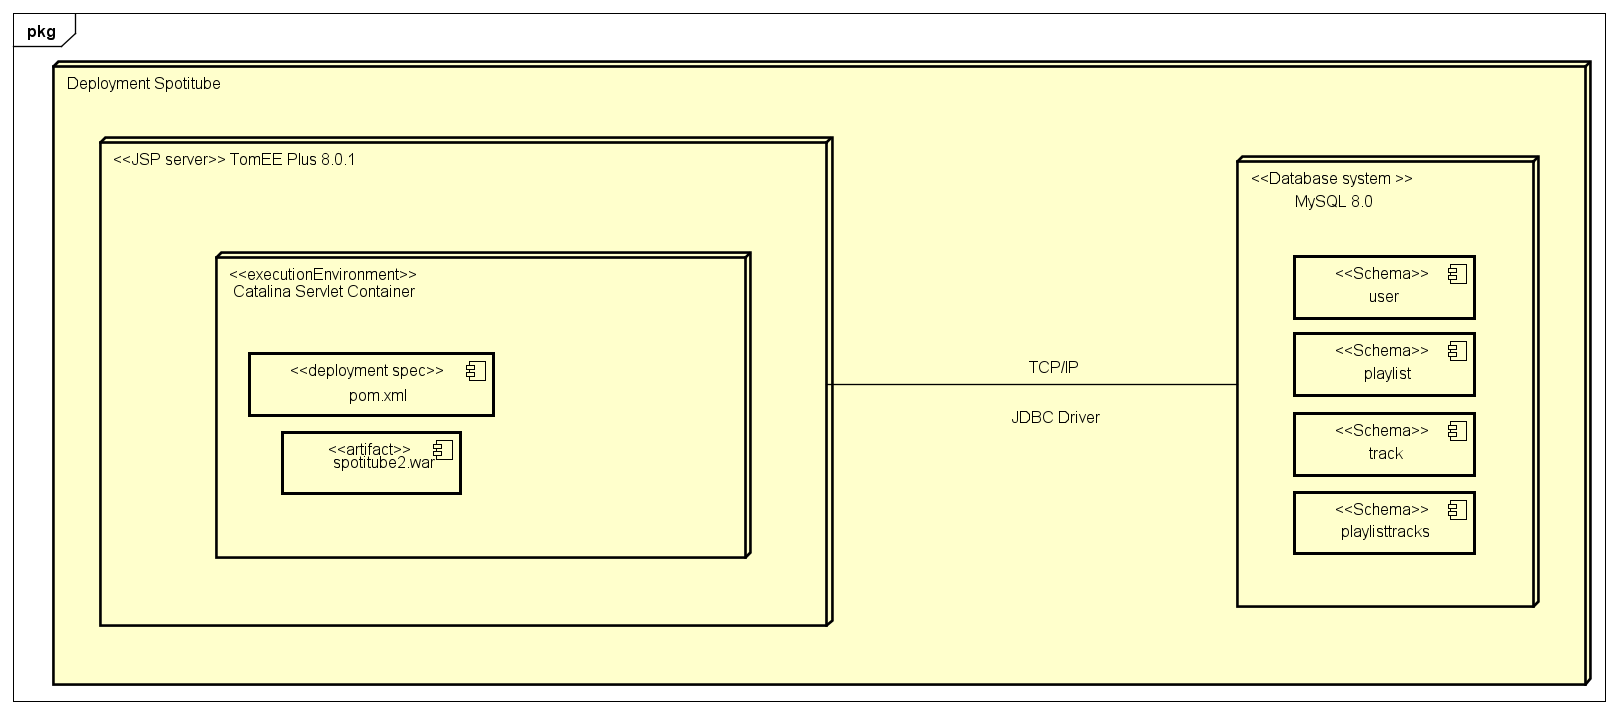 pkg
Deployment Spotitube
<<JSP server>> TomEE Plus 8.0.1
<<executionEnvironment>>
Catalina Servlet Container
<<deployment spec>>
pom.xml
<<artifact>>
spotitube2.war
TCP/IP
JDBC Driver
<<Database system >>
MySQL 8.0
<<Schema>>
user
<<Schema>>
playlist
<<Schema>>
track
<<Schema>>
playlisttracks